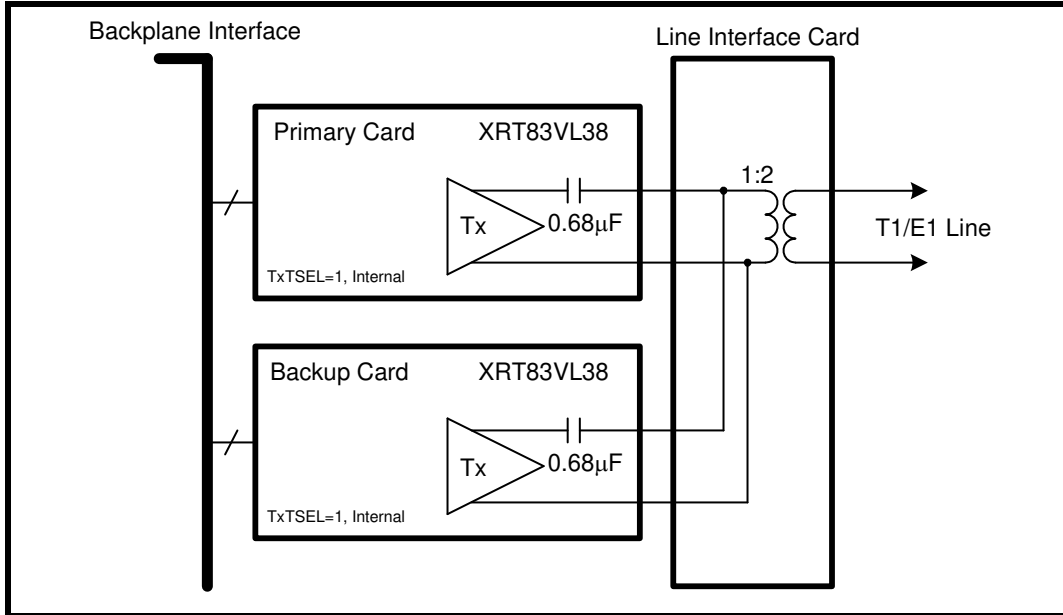 Backplane Interface
Line Interface Card
Primary Card XRT83VL38
1:2
Tx
0.68μF
T1/E1 Line
TxTSEL=1, Internal
Backup Card XRT83VL38
Tx
0.68μF
TxTSEL=1, Internal